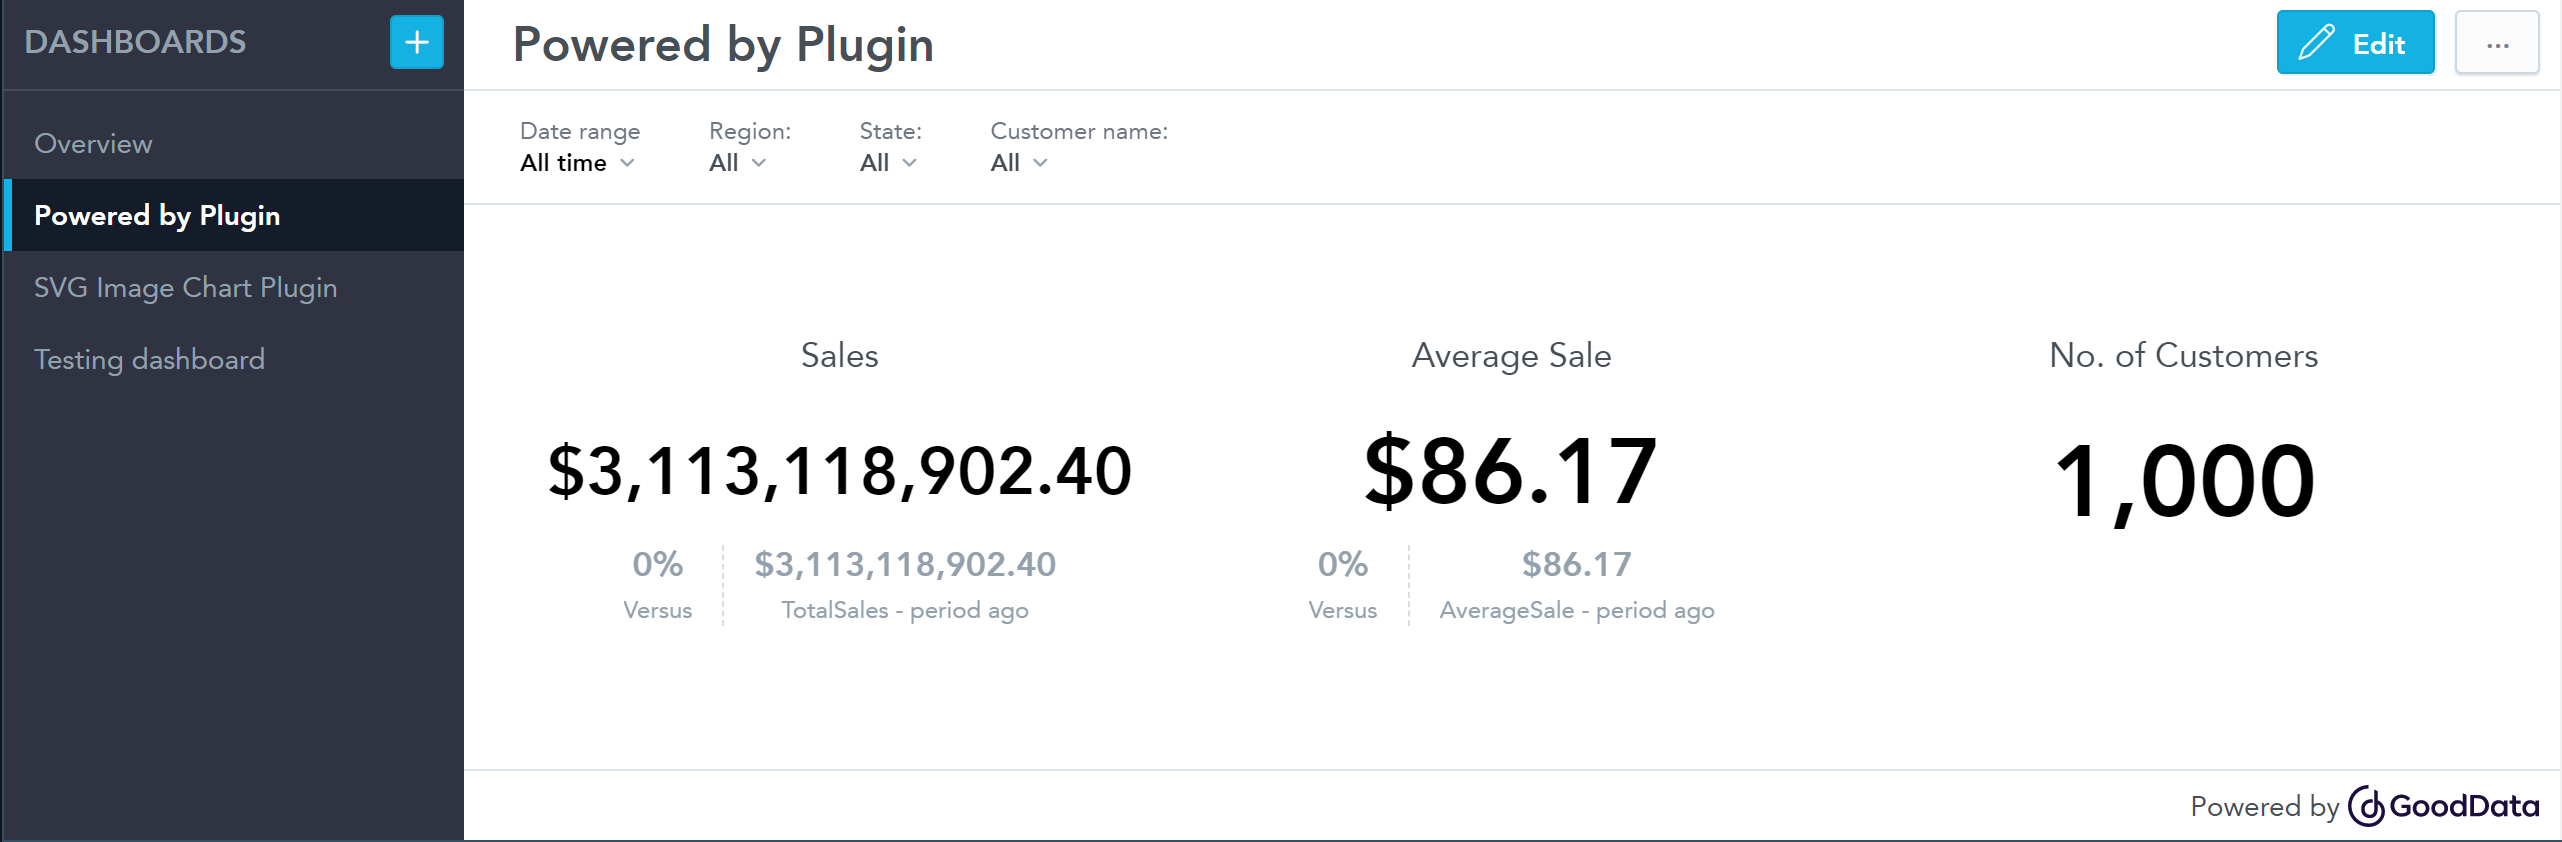 DASHBOARDS
+
Overview
Powered by Plugin
SVG Image Chart Plugin
Testing dashboard
Powered by Plugin
Edit
...
Date range
All time
Region:
All
State:
All
Customer name:
All
Sales
$3,113,118,902.40
0%
Versus
$3,113,118,902.40
TotalSales - period ago
Average Sale
$86.17
0%
Versus
$86.17
AverageSale - period ago
No. of Customers
1,000
Powered by GoodData